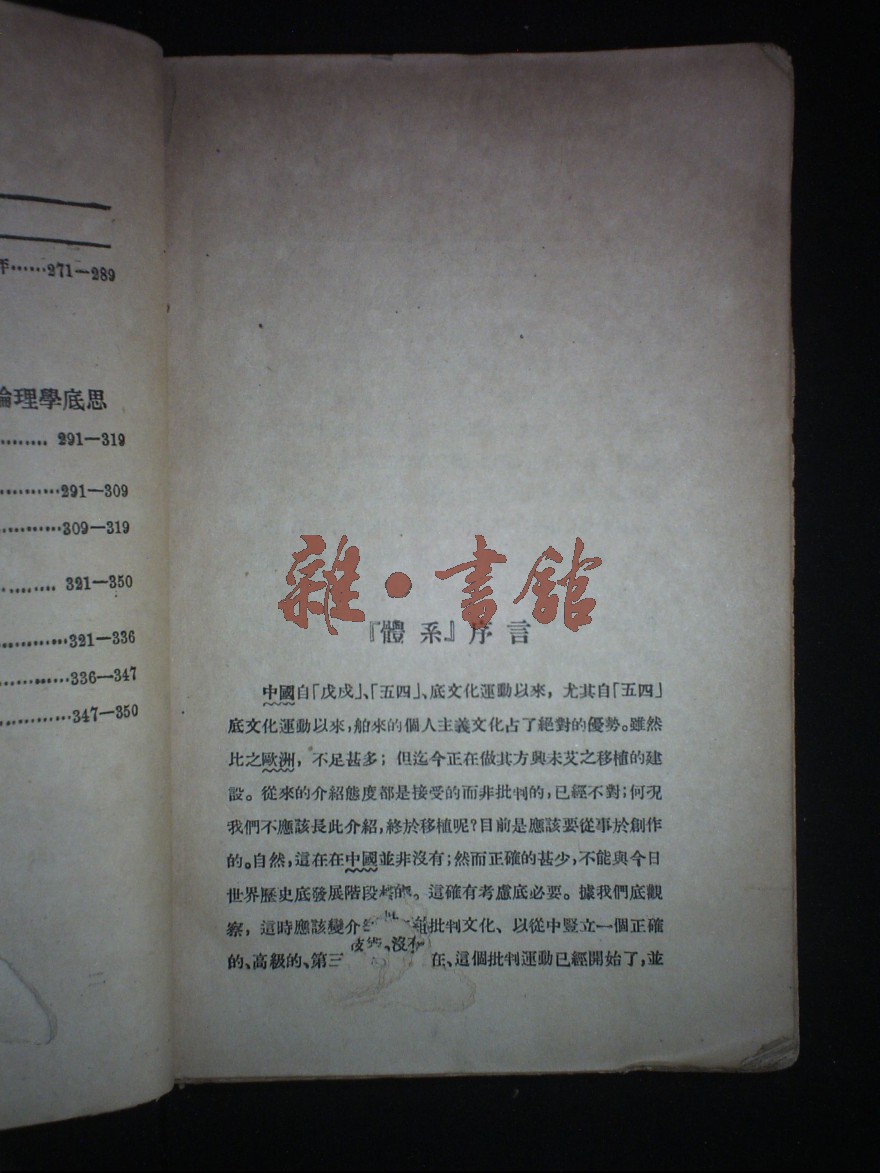 ……271—289
論理學底思
……… 291—319
………291—309
………309—319
……… 321—350
………321—336
………336—347
………347—350
二
雜•書館
『體系』序言
中國自「戊戌」、「五四」、底文化運動以來，尤其自「五四」
底文化運動以來，舶來的個人主義文化占了絕對的優勢。雖然
比之歐洲，不足甚多；但迄今正在做其方興未艾之移植的建
設。從來的介紹態度都是接受的而非批判的，已經不對；何況
我們不應該長此介紹，終於移植呢？目前是應該要從事於創作
的。自然，這在在中國並非沒有；然而正確的甚少，不能與今日
世界歷史底發展階段。這確有考慮底必要。據我們底觀
察，這時應該變介批判文化、以從中豎立一個正確
的、高級的、第三沒在、這個批判運動已經開始了，並